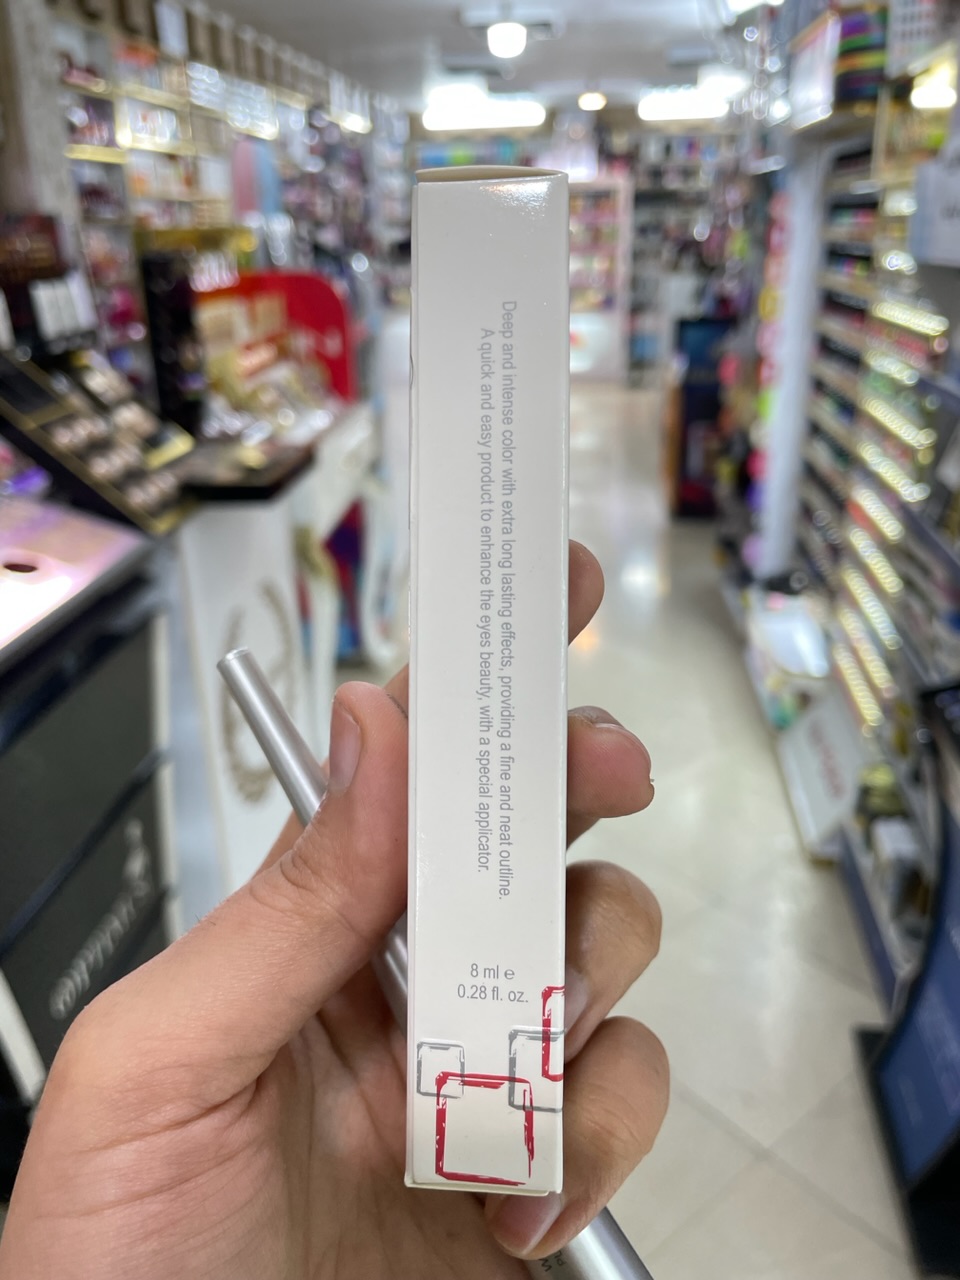 Deep and intense color with extra long lasting effects, providing a fine and neat outline.
A quick and easy product to enhance the eyes beauty, with a special applicator.
8 ml ℮
0.28 fl. oz.